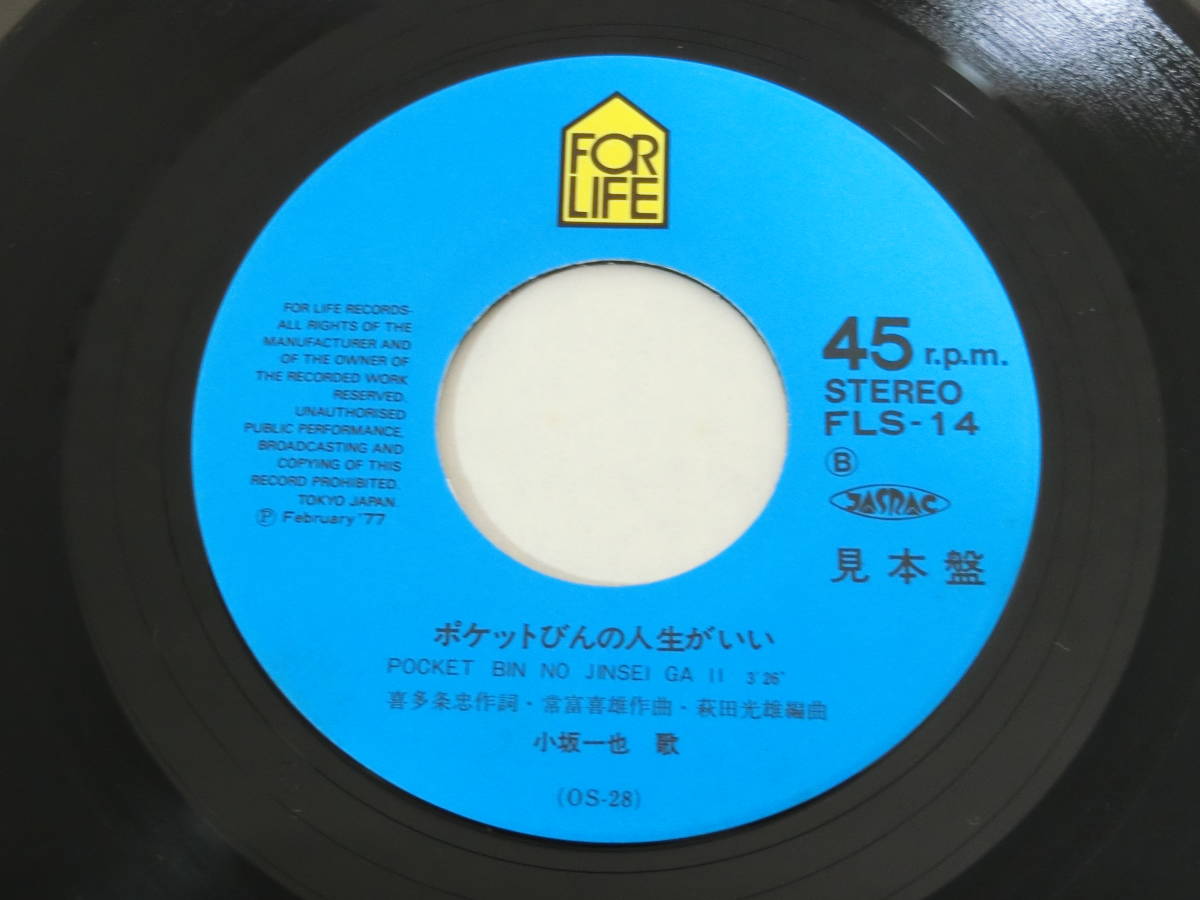 FOR
LIFE
FOR LIFE RECORDS-
ALL RIGHTS OF THE
MANUFACTURER AND
OF THE OWNER OF
THE RECORDED WORK
RESERVED.
UNAUTHORISED
PUBLIC PERFORMANCE,
BROADCASTING AND
COPYING OF THIS
RECORD PROHIBITED.
TOKYO JAPAN
Ⓟ February '77
45 r.p.m.
STEREO
FLS-14
Ⓑ
JASRAC
見本盤
ポケットびんの人生がいい
POCKET BIN NO JINSEI GA II 3'26"
喜多条忠作詞・常富喜雄作曲・萩田光雄編曲
小坂一也 歌
(OS-28)